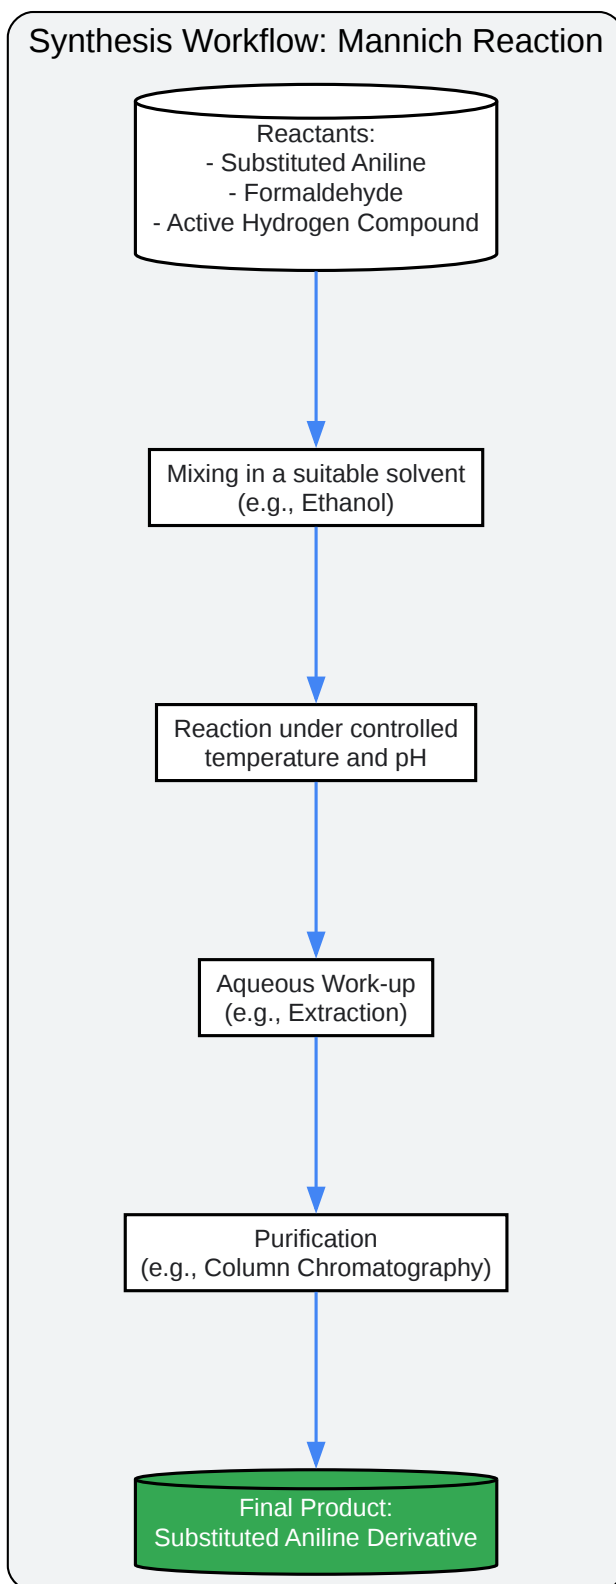 Synthesis Workflow: Mannich Reaction
Reactants:
- Substituted Aniline
- Formaldehyde
- Active Hydrogen Compound
Mixing in a suitable solvent
(e.g., Ethanol)
Reaction under controlled
temperature and pH
Aqueous Work-up
(e.g., Extraction)
Purification
(e.g., Column Chromatography)
Final Product:
Substituted Aniline Derivative